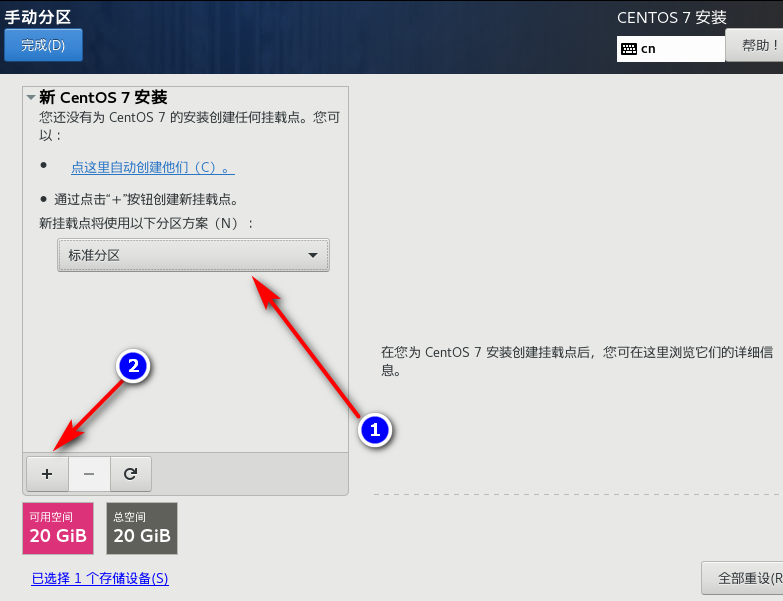 手动分区
CENTOS 7 安装
完成(D)
cn
帮助！
新 CentOS 7 安装
您还没有为 CentOS 7 的安装创建任何挂载点。您可
以：
点这里自动创建他们（C）。
通过点击“+”按钮创建新挂载点。
新挂载点将使用以下分区方案（N）：
标准分区
在您为 CentOS 7 安装创建挂载点后，您可在这里浏览它们的详细信
息。
2
1
+ −
可用空间
20 GiB
总空间
20 GiB
已选择 1 个存储设备(S)
全部重设(R